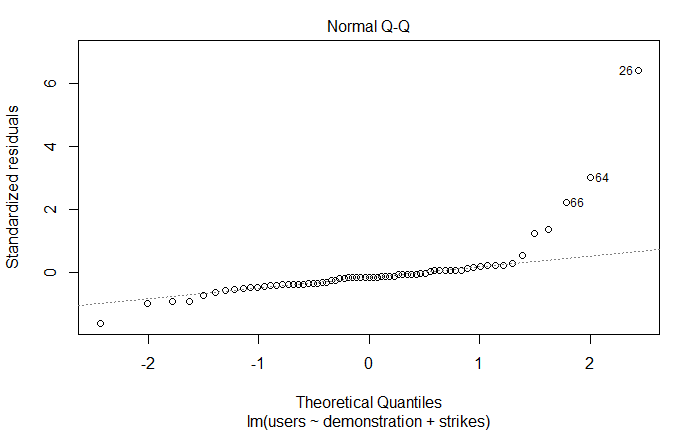 Normal Q-Q
Standardized residuals
6
4
2
0
26
64
66
-2 -1 0 1 2
Theoretical Quantiles
lm(users ~ demonstration + strikes)